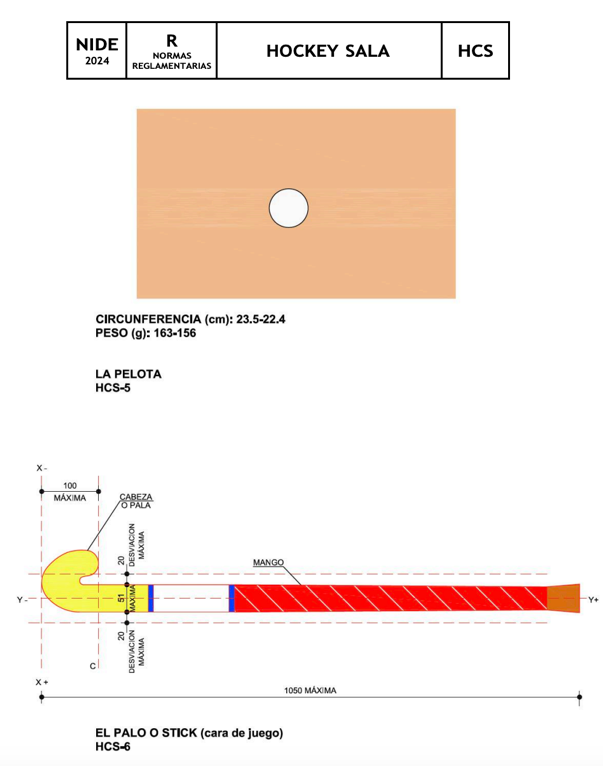 NIDE
2024
R
NORMAS
REGLAMENTARIAS
HOCKEY SALA
HCS
CIRCUNFERENCIA (cm): 23.5-22.4
PESO (g): 163-156
LA PELOTA
HCS-5
X -
100
MÁXIMA
CABEZA
O PALA
20
DESVIACION
MÁXIMA
MANGO
Y -
51
MÁXIMA
Y+
20
DESVIACION
MÁXIMA
C
X +
1050 MÁXIMA
EL PALO O STICK (cara de juego)
HCS-6